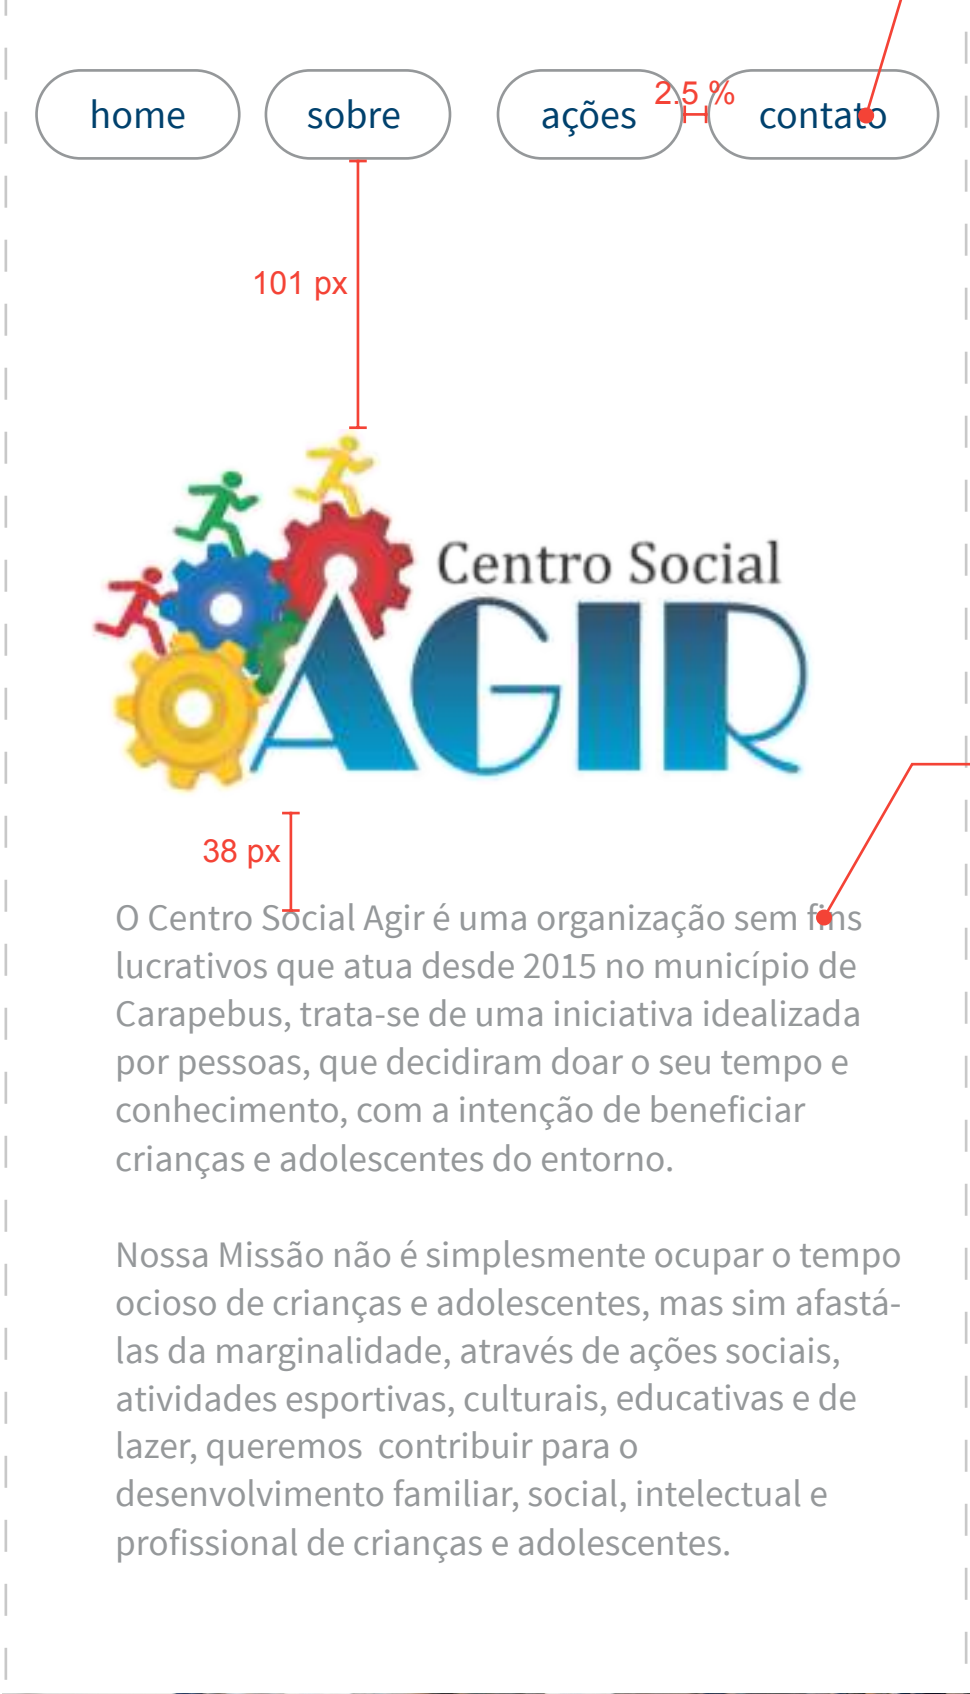 home sobre ações contato
2.5 %
101 px
Centro Social
AGIR
38 px
O Centro Social Agir é uma organização sem fins
lucrativos que atua desde 2015 no município de
Carapebus, trata-se de uma iniciativa idealizada
por pessoas, que decidiram doar o seu tempo e
conhecimento, com a intenção de beneficiar
crianças e adolescentes do entorno.
Nossa Missão não é simplesmente ocupar o tempo
ocioso de crianças e adolescentes, mas sim afastá-
las da marginalidade, através de ações sociais,
atividades esportivas, culturais, educativas e de
lazer, queremos  contribuir para o
desenvolvimento familiar, social, intelectual e
profissional de crianças e adolescentes.